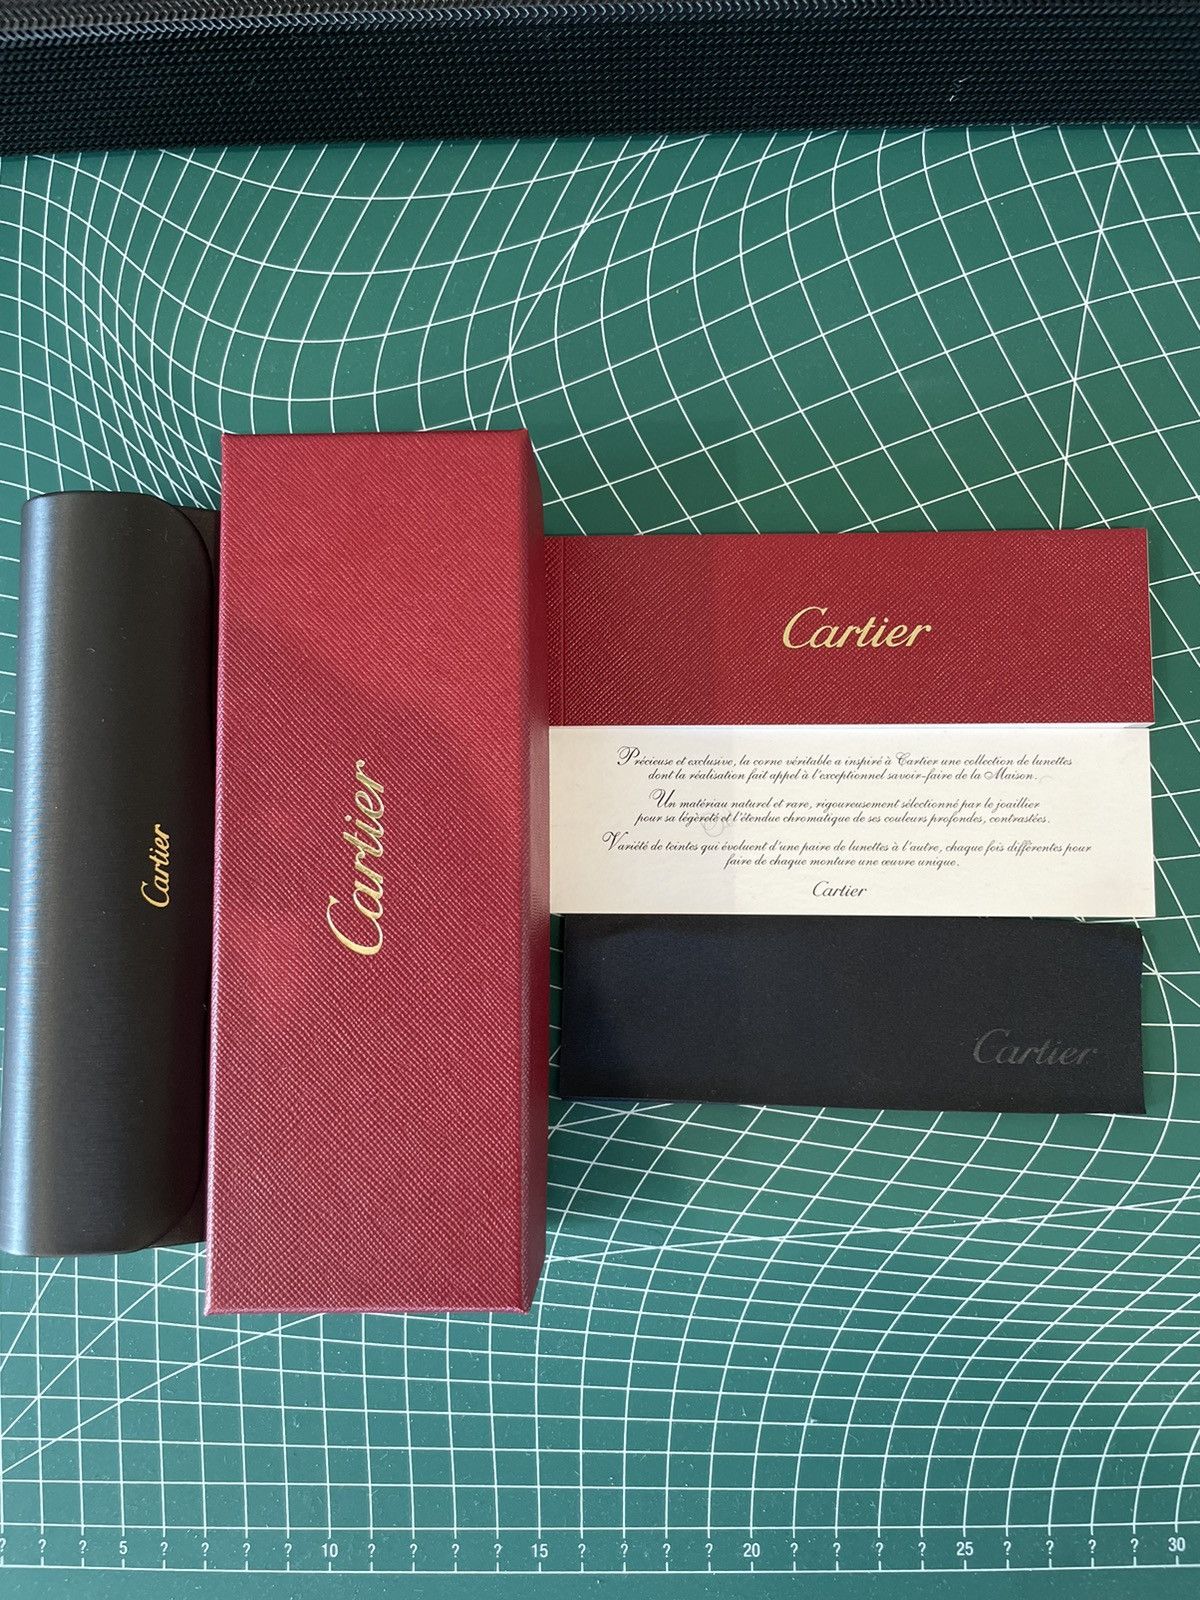 Cartier
Cartier
Cartier
Précieuse et exclusive, la corne véritable a inspiré à Cartier une collection de lunettes
dont la réalisation fait appel à l'exceptionnel savoir-faire de la Maison.
Un matériau naturel et rare, rigoureusement sélectionné par le joaillier
pour sa légèreté et l'étendue chromatique de ses couleurs profondes, contrastées.
Variété de teintes qui évoluent d'une paire de lunettes à l'autre, chaque fois différentes pour
faire de chaque monture une œuvre unique.
Cartier
Cartier
? ? ? 5 ? ? ? ? 10 ? ? ? ? 15 ? ? ? ? 20 ? ? ? ? 25 ? ? ? ? 30